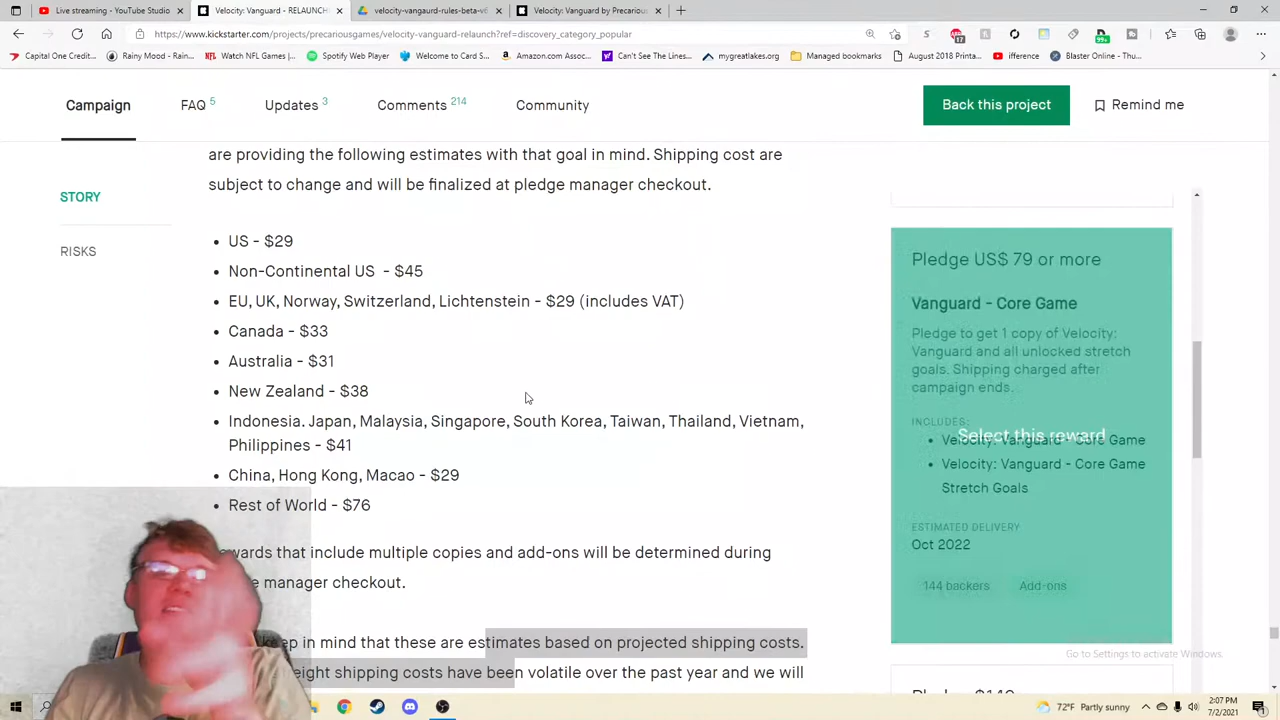 Live streaming - YouTube Studio
Velocity: Vanguard - RELAUNCH
velocity-vangaurd-rules-beta-v6
Velocity: Vanguard by Precarious
https://www.kickstarter.com/projects/precariousgames/velocity-vanguard-relaunch?ref=discovery_category_popular
Capital One Credit...
Rainy Mood - Rainy...
Watch NFL Games |...
Spotify Web Player
Welcome to Card S...
Amazon.com Assoc...
Can't See The Lines...
mygreatlakes.org
Managed bookmarks
August 2018 Printa...
ifference
Blaster Online - Thu...
Campaign
FAQ 5
Updates 3
Comments 214
Community
Back this project
Remind me
STORY
RISKS
are providing the following estimates with that goal in mind. Shipping cost are
subject to change and will be finalized at pledge manager checkout.
• US - $29
• Non-Continental US - $45
• EU, UK, Norway, Switzerland, Lichtenstein - $29 (includes VAT)
• Canada - $33
• Australia - $31
• New Zealand - $38
• Indonesia. Japan, Malaysia, Singapore, South Korea, Taiwan, Thailand, Vietnam,
Philippines - $41
• China, Hong Kong, Macao - $29
• Rest of World - $76
that include multiple copies and add-ons will be determined during
manager checkout.
in mind that these are estimates based on projected shipping costs.
shipping costs have been volatile over the past year and we will
Pledge US$ 79 or more
Vanguard - Core Game
Pledge to get 1 copy of Velocity:
Vanguard and all unlocked stretch
goals. Shipping charged after
campaign ends.
INCLUDES:
Select this reward
• Velocity: Vanguard - Core Game
• Velocity: Vanguard - Core Game
Stretch Goals
ESTIMATED DELIVERY
Oct 2022
144 backers
Add-ons
Go to Settings to activate Windows.
72°F Partly sunny
2:07 PM
7/2/2021